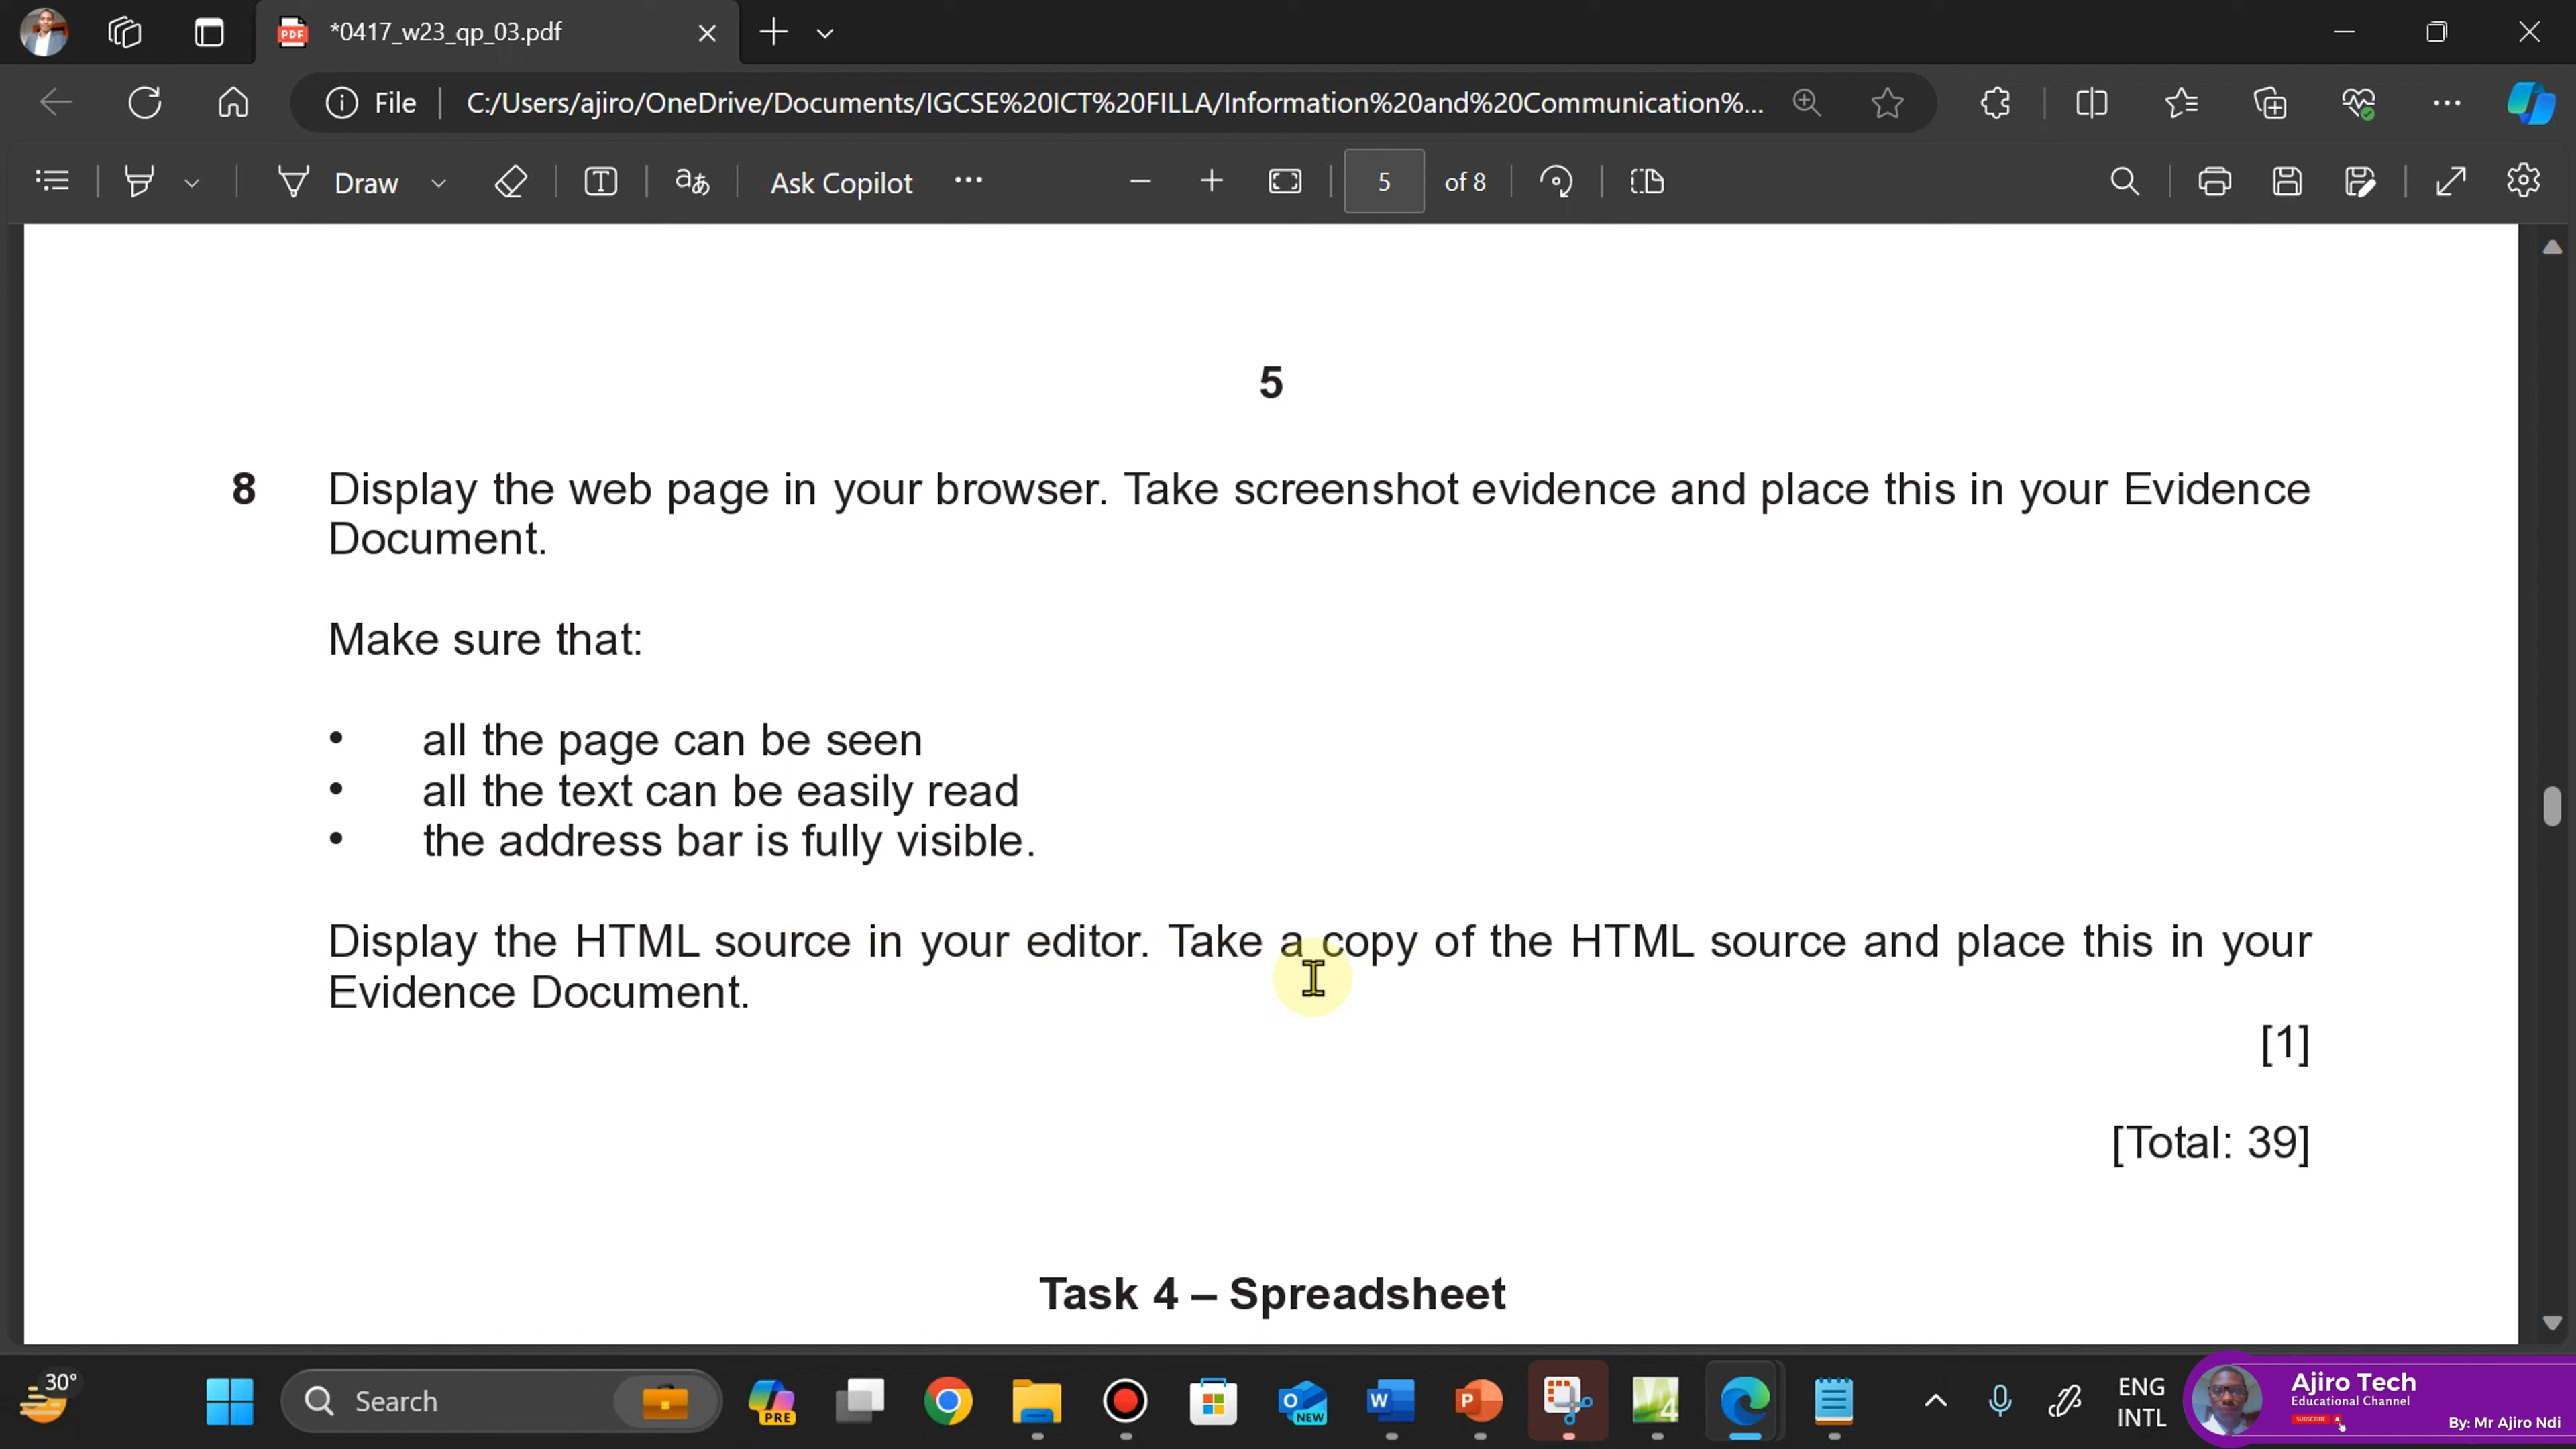 *0417_w23_qp_03.pdf
File
C:/Users/ajiro/OneDrive/Documents/IGCSE%20ICT%20FILLA/Information%20and%20Communication%...
Draw
Ask Copilot
5
of 8
5
8 Display the web page in your browser. Take screenshot evidence and place this in your Evidence
Document.
Make sure that:
• all the page can be seen
• all the text can be easily read
• the address bar is fully visible.
Display the HTML source in your editor. Take a copy of the HTML source and place this in your
Evidence Document.
[1]
[Total: 39]
Task 4 – Spreadsheet
30°
Search
PRE
NEW
ENG
INTL
Ajiro Tech
Educational Channel
SUBSCRIBE
By: Mr Ajiro Ndi